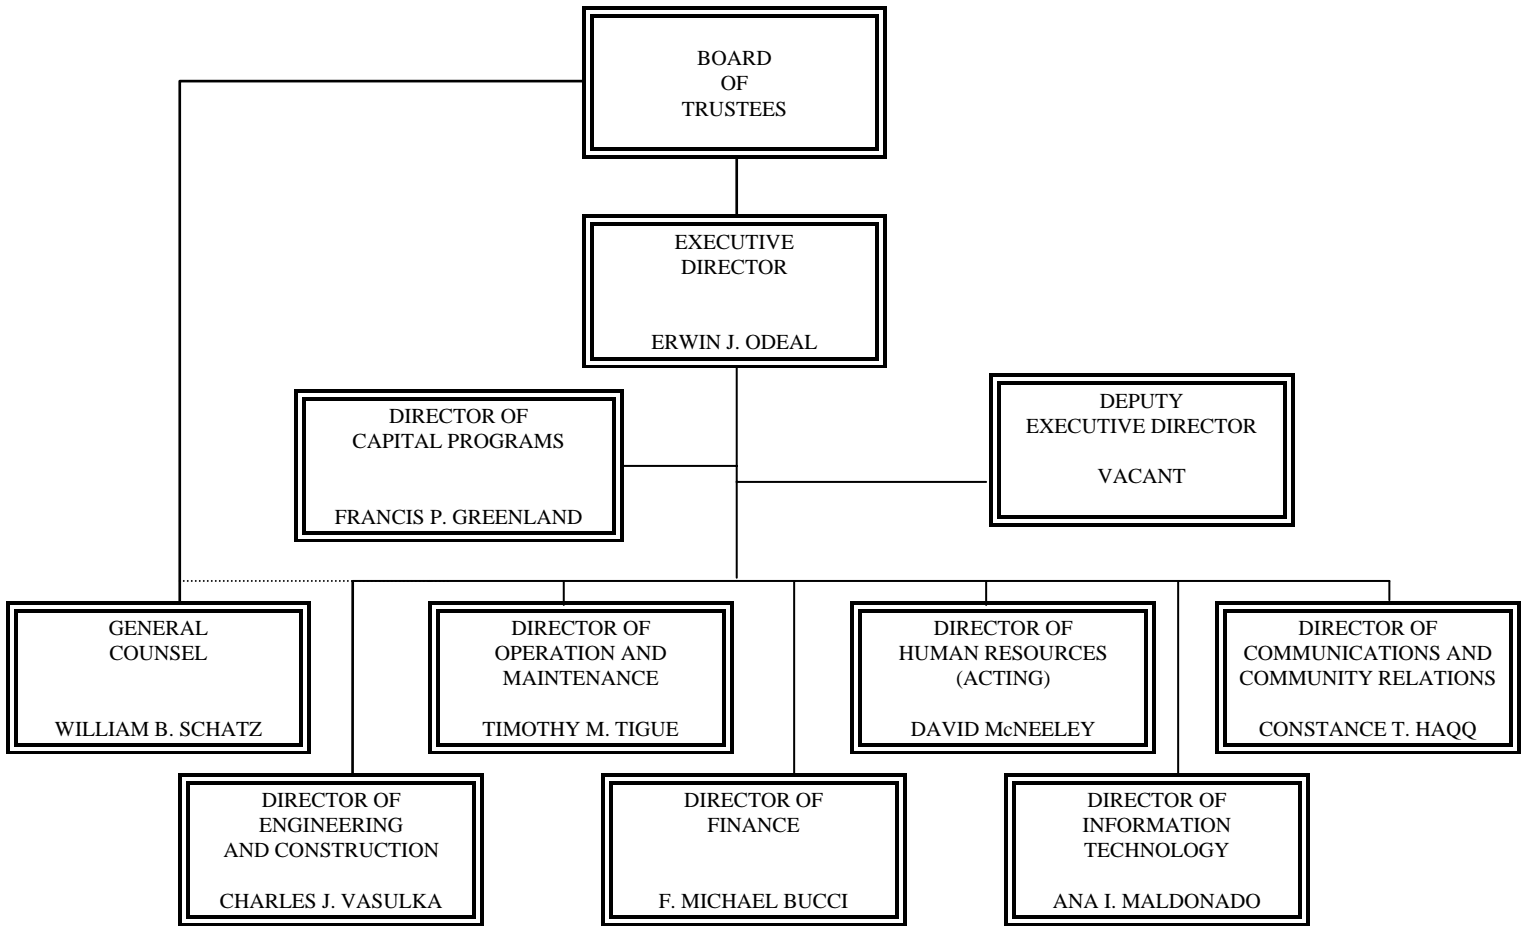 BOARD
OF
TRUSTEES
EXECUTIVE
DIRECTOR
ERWIN J. ODEAL
DIRECTOR OF
CAPITAL PROGRAMS
FRANCIS P. GREENLAND
DEPUTY
EXECUTIVE DIRECTOR
VACANT
GENERAL
COUNSEL
WILLIAM B. SCHATZ
DIRECTOR OF
OPERATION AND
MAINTENANCE
TIMOTHY M. TIGUE
DIRECTOR OF
HUMAN RESOURCES
(ACTING)
DAVID McNEELEY
DIRECTOR OF
COMMUNICATIONS AND
COMMUNITY RELATIONS
CONSTANCE T. HAQQ
DIRECTOR OF
ENGINEERING
AND CONSTRUCTION
CHARLES J. VASULKA
DIRECTOR OF
FINANCE
F. MICHAEL BUCCI
DIRECTOR OF
INFORMATION
TECHNOLOGY
ANA I. MALDONADO